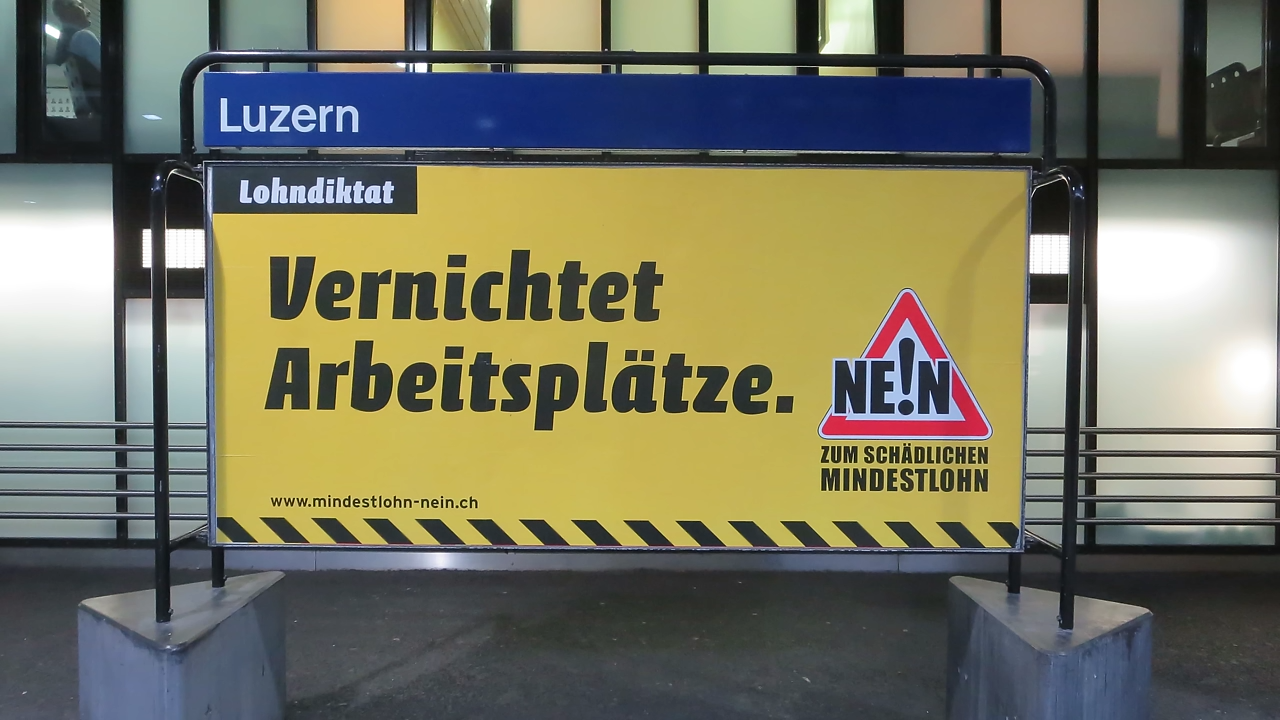 Luzern
Lohndiktat
Vernichtet
Arbeitsplätze.
NE!N
ZUM SCHÄDLICHEN
MINDESTLOHN
www.mindestlohn-nein.ch